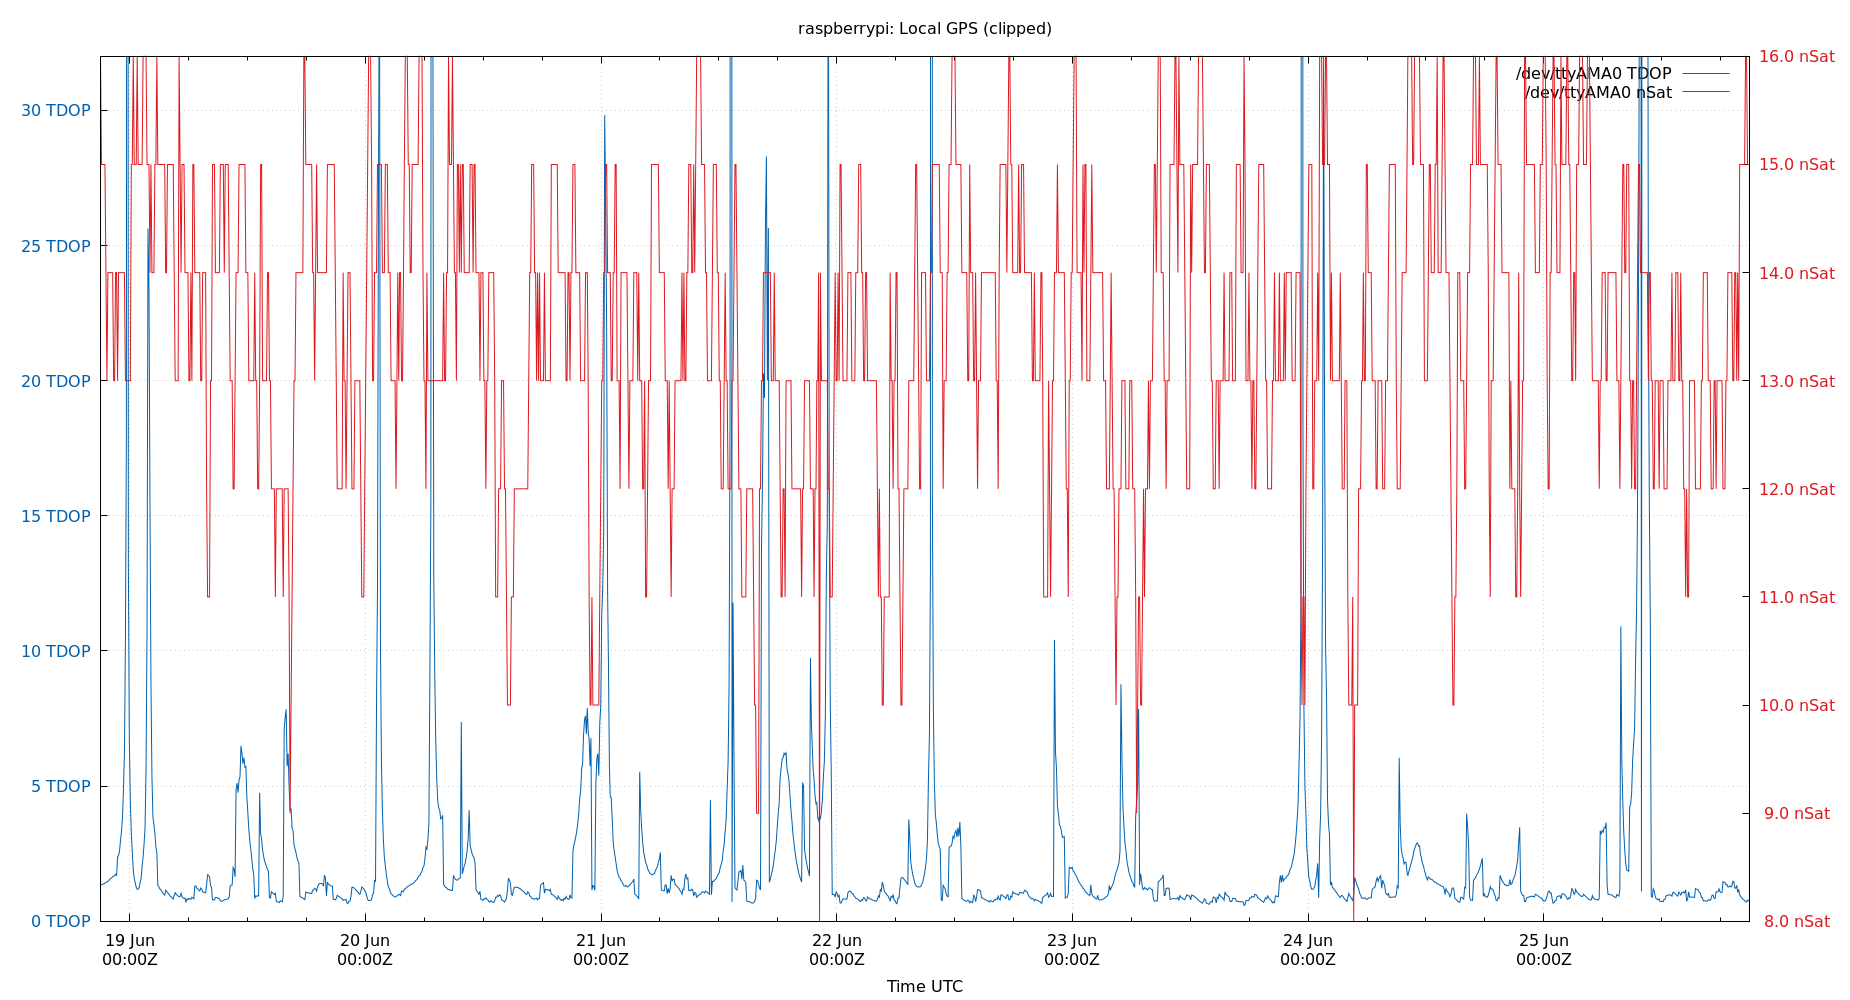 raspberrypi: Local GPS (clipped)
/dev/ttyAMA0 TDOP
/dev/ttyAMA0 nSat
30 TDOP
25 TDOP
20 TDOP
15 TDOP
10 TDOP
5 TDOP
0 TDOP
16.0 nSat
15.0 nSat
14.0 nSat
13.0 nSat
12.0 nSat
11.0 nSat
10.0 nSat
9.0 nSat
8.0 nSat
19 Jun 00:00Z
20 Jun 00:00Z
21 Jun 00:00Z
22 Jun 00:00Z
23 Jun 00:00Z
24 Jun 00:00Z
25 Jun 00:00Z
Time UTC